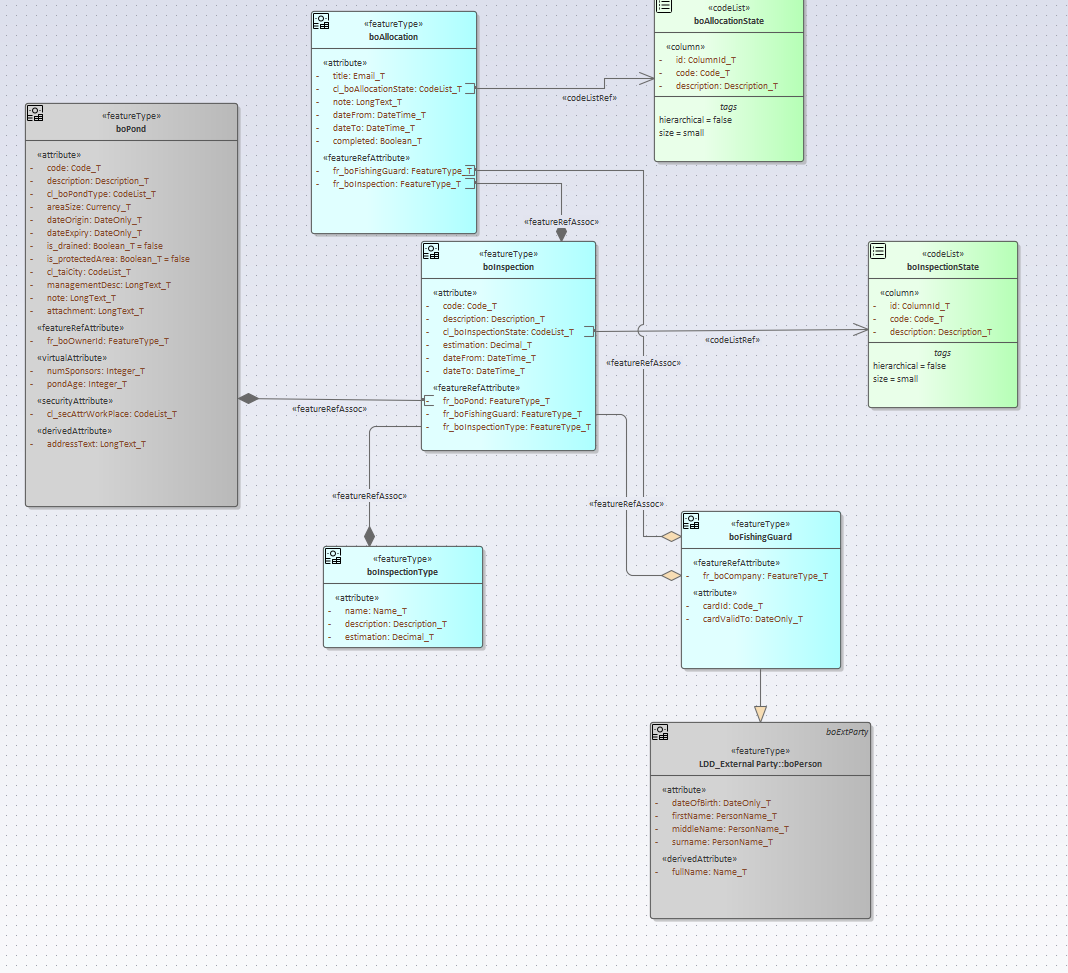 «featureType»
boAllocation
«attribute»
- title: Email_T
- cl_boAllocationState: CodeList_T
- note: LongText_T
- dateFrom: DateTime_T
- dateTo: DateTime_T
- completed: Boolean_T
«featureRefAttribute»
- fr_boFishingGuard: FeatureType_T
- fr_boInspection: FeatureType_T
«codeListRef»
«codeList»
boAllocationState
«column»
- id: ColumnId_T
- code: Code_T
- description: Description_T
tags
hierarchical = false
size = small
«featureType»
boPond
«attribute»
- code: Code_T
- description: Description_T
- cl_boPondType: CodeList_T
- areaSize: Currency_T
- dateOrigin: DateOnly_T
- dateExpiry: DateOnly_T
- is_drained: Boolean_T = false
- is_protectedArea: Boolean_T = false
- cl_taiCity: CodeList_T
- managementDesc: LongText_T
- note: LongText_T
- attachment: LongText_T
«featureRefAttribute»
- fr_boOwnerId: FeatureType_T
«virtualAttribute»
- numSponsors: Integer_T
- pondAge: Integer_T
«securityAttribute»
- cl_secAttrWorkPlace: CodeList_T
«derivedAttribute»
- addressText: LongText_T
«featureRefAssoc»
«featureType»
boInspection
«attribute»
- code: Code_T
- description: Description_T
- cl_boInspectionState: CodeList_T
- estimation: Decimal_T
- dateFrom: DateTime_T
- dateTo: DateTime_T
«featureRefAttribute»
- fr_boPond: FeatureType_T
- fr_boFishingGuard: FeatureType_T
- fr_boInspectionType: FeatureType_T
«codeListRef»
«featureRefAssoc»
«codeList»
boInspectionState
«column»
- id: ColumnId_T
- code: Code_T
- description: Description_T
tags
hierarchical = false
size = small
«featureRefAssoc»
«featureRefAssoc»
«featureRefAssoc»
«featureType»
boInspectionType
«attribute»
- name: Name_T
- description: Description_T
- estimation: Decimal_T
«featureType»
boFishingGuard
«featureRefAttribute»
- fr_boCompany: FeatureType_T
«attribute»
- cardId: Code_T
- cardValidTo: DateOnly_T
boExtParty
«featureType»
LDD_External Party::boPerson
«attribute»
- dateOfBirth: DateOnly_T
- firstName: PersonName_T
- middleName: PersonName_T
- surname: PersonName_T
«derivedAttribute»
- fullName: Name_T